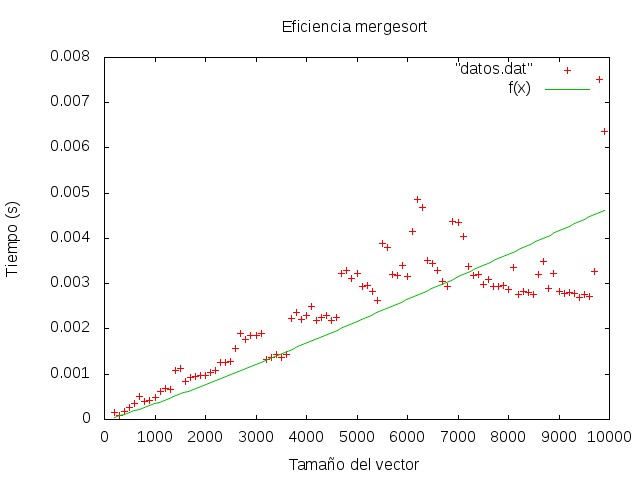 Eficiencia mergesort
"datos.dat"
f(x)
0.008
0.007
0.006
0.005
0.004
0.003
0.002
0.001
0
Tiempo (s)
0 1000 2000 3000 4000 5000 6000 7000 8000 9000 10000
Tamaño del vector